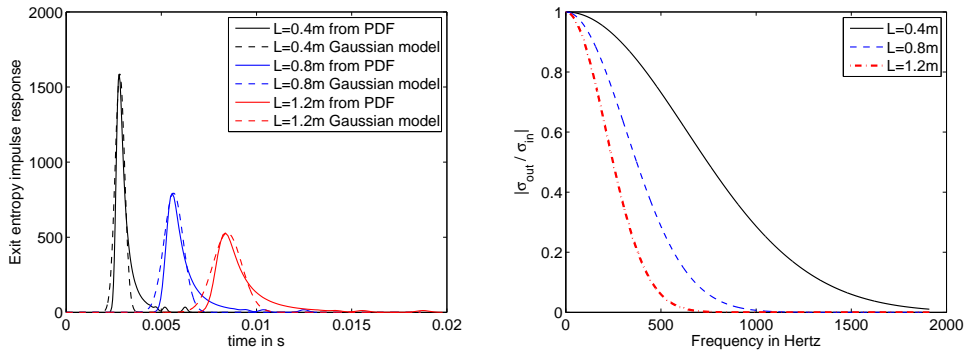 Exit entropy impulse response
2000
1500
1000
500
0
L=0.4m from PDF
L=0.4m Gaussian model
L=0.8m from PDF
L=0.8m Gaussian model
L=1.2m from PDF
L=1.2m Gaussian model
0 0.005 0.01 0.015 0.02
time in s
|σout / σin|
1
0.8
0.6
0.4
0.2
0
L=0.4m
L=0.8m
L=1.2m
0 500 1000 1500 2000
Frequency in Hertz